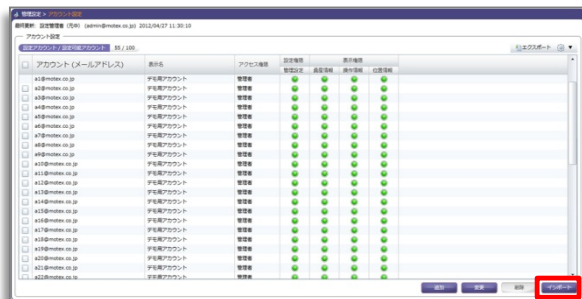 管理設定 > アカウント設定
最終更新 設定管理者（元中）(admin@motex.co.jp) 2012/04/27 11:30:10
アカウント設定
設定アカウント / 設定可能アカウント 55 / 100
エクスポート
アカウント（メールアドレス） 表示名 アクセス権限 設定権限 表示権限
管理設定 資産情報 操作情報 位置情報
a1@motex.co.jp デモ用アカウント 管理者
a2@motex.co.jp デモ用アカウント 管理者
a3@motex.co.jp デモ用アカウント 管理者
a4@motex.co.jp デモ用アカウント 管理者
a5@motex.co.jp デモ用アカウント 管理者
a6@motex.co.jp デモ用アカウント 管理者
a7@motex.co.jp デモ用アカウント 管理者
a8@motex.co.jp デモ用アカウント 管理者
a9@motex.co.jp デモ用アカウント 管理者
a10@motex.co.jp デモ用アカウント 管理者
a11@motex.co.jp デモ用アカウント 管理者
a12@motex.co.jp デモ用アカウント 管理者
a13@motex.co.jp デモ用アカウント 管理者
a14@motex.co.jp デモ用アカウント 管理者
a15@motex.co.jp デモ用アカウント 管理者
a16@motex.co.jp デモ用アカウント 管理者
a17@motex.co.jp デモ用アカウント 管理者
a18@motex.co.jp デモ用アカウント 管理者
a19@motex.co.jp デモ用アカウント 管理者
a20@motex.co.jp デモ用アカウント 管理者
a21@motex.co.jp デモ用アカウント 管理者
a22@motex.co.jp デモ用アカウント 管理者
追加 変更 削除 インポート